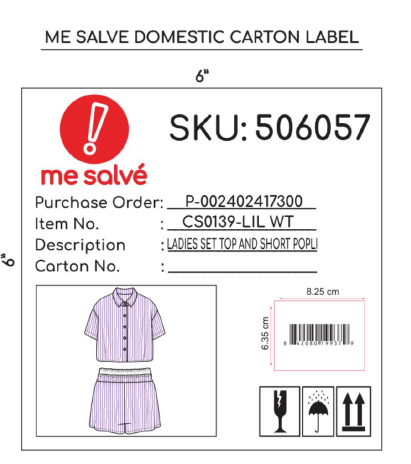 ME SALVE DOMESTIC CARTON LABEL
6"
SKU: 506057
me salvé
Purchase Order: P-002402417300
Item No. : CS0139-LIL WT
Description : LADIES SET TOP AND SHORT POPLI
Carton No. :
6"
8.25 cm
6.35 cm